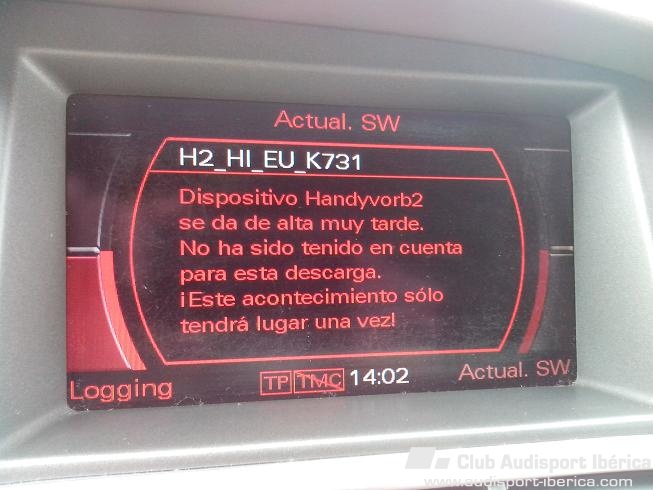 Actual. SW
H2_HI_EU_K731
Dispositivo Handyvorb2
se da de alta muy tarde.
No ha sido tenido en cuenta
para esta descarga.
¡Este acontecimiento sólo
tendrá lugar una vez!
Logging
TP TMC 14:02
Actual. SW
Club Audisport Ibérica
www.audisport-iberica.com